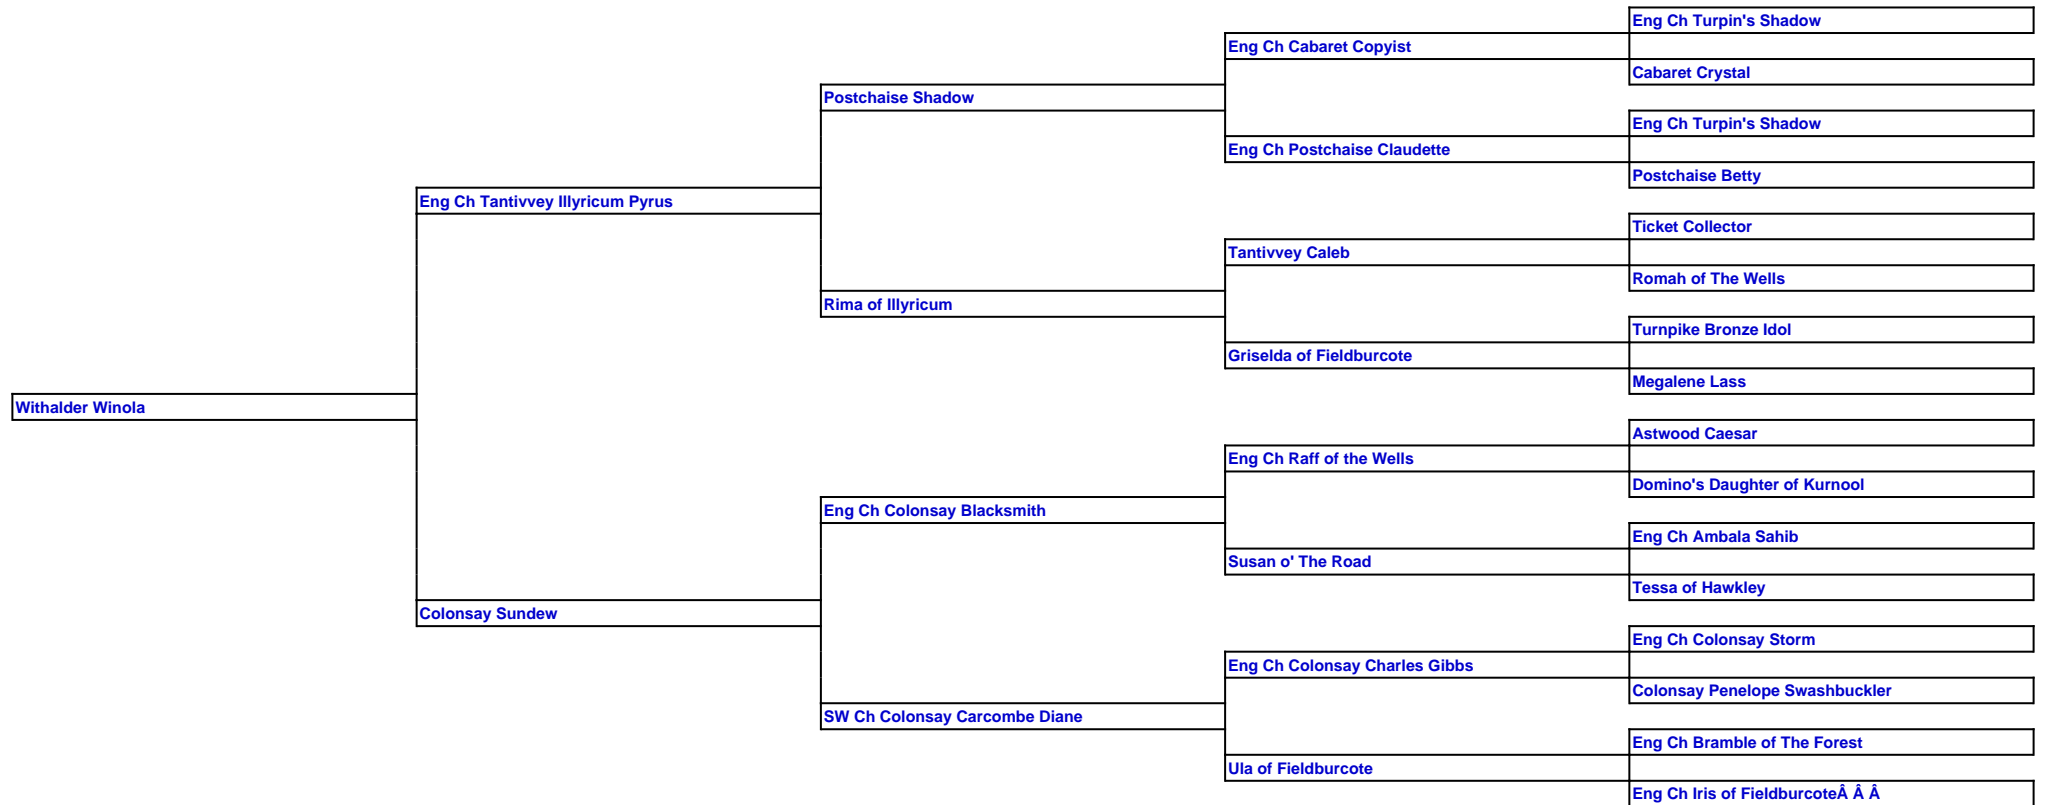 Eng Ch Turpin's Shadow
Eng Ch Cabaret Copyist
Cabaret Crystal
Postchaise Shadow
Eng Ch Turpin's Shadow
Eng Ch Postchaise Claudette
Postchaise Betty
Eng Ch Tantivvey Illyricum Pyrus
Ticket Collector
Tantivvey Caleb
Romah of The Wells
Rima of Illyricum
Turnpike Bronze Idol
Griselda of Fieldburcote
Megalene Lass
Withalder Winola
Astwood Caesar
Eng Ch Raff of the Wells
Domino's Daughter of Kurnool
Eng Ch Colonsay Blacksmith
Eng Ch Ambala Sahib
Susan o' The Road
Tessa of Hawkley
Colonsay Sundew
Eng Ch Colonsay Storm
Eng Ch Colonsay Charles Gibbs
Colonsay Penelope Swashbuckler
SW Ch Colonsay Carcombe Diane
Eng Ch Bramble of The Forest
Ula of Fieldburcote
Eng Ch Iris of FieldburcoteÂ Â Â